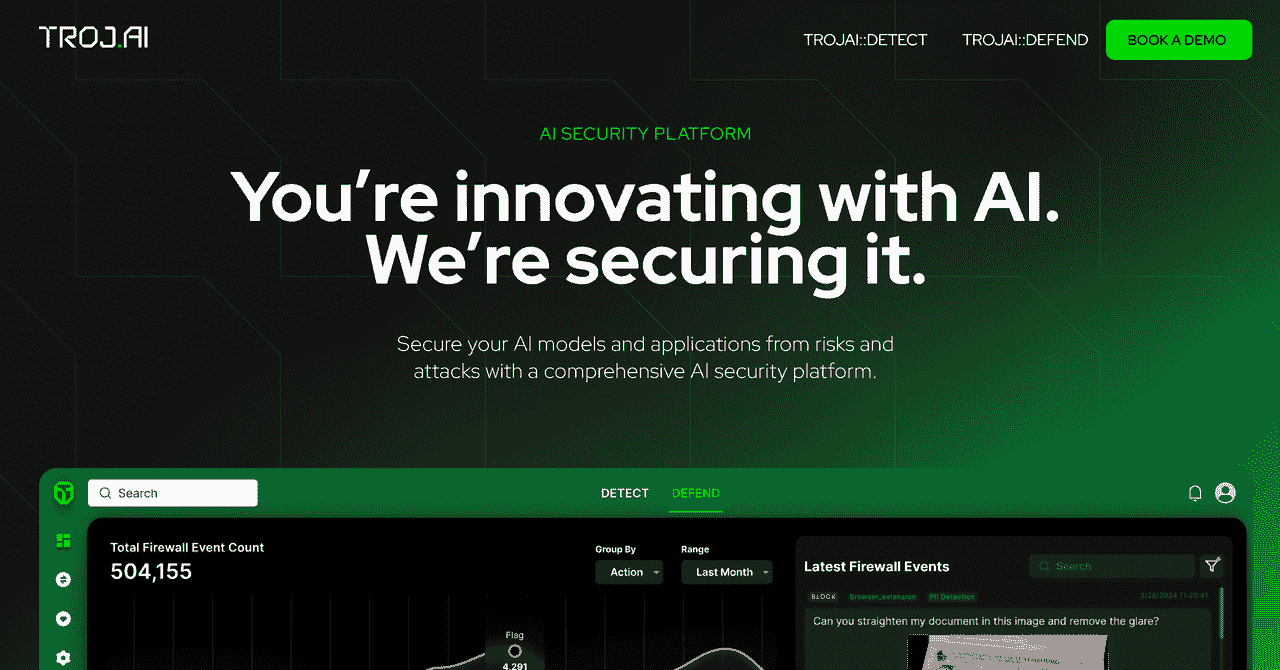 TROJ.AI
TROJAI::DETECT
TROJAI::DEFEND
BOOK A DEMO
AI SECURITY PLATFORM
You’re innovating with AI.
We’re securing it.
Secure your AI models and applications from risks and
attacks with a comprehensive AI security platform.
Search
DETECT
DEFEND
Total Firewall Event Count
504,155
Group By
Action
Range
Last Month
Flag
4,291
Latest Firewall Events
Search
BLOCK
Browser_extension
PII Detection
3/28/2024 11:20:41
Can you straighten my document in this image and remove the glare?